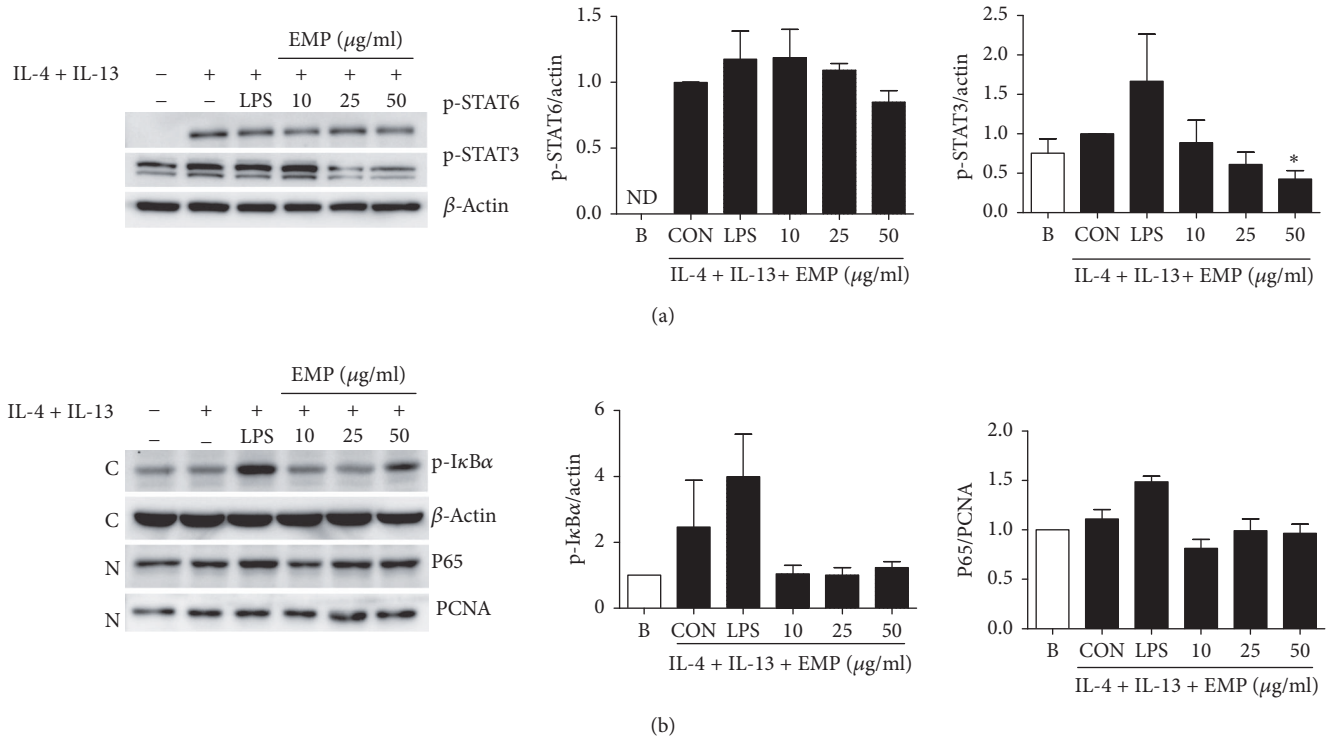 EMP (μg/ml)
IL-4 + IL-13 – + + + + +
– – LPS 10 25 50
p-STAT6
p-STAT3
β-Actin
p-STAT6/actin
1.5
1.0
0.5
0.0
ND
B CON LPS 10 25 50
IL-4 + IL-13+ EMP (μg/ml)
p-STAT3/actin
2.5
2.0
1.5
1.0
0.5
0.0
*
B CON LPS 10 25 50
IL-4 + IL-13+ EMP (μg/ml)
(a)
EMP (μg/ml)
IL-4 + IL-13 – + + + + +
– – LPS 10 25 50
C p-IκBα
C β-Actin
N P65
N PCNA
p-IκBα/actin
6
4
2
0
B CON LPS 10 25 50
IL-4 + IL-13 + EMP (μg/ml)
P65/PCNA
2.0
1.5
1.0
0.5
0.0
B CON LPS 10 25 50
IL-4 + IL-13 + EMP (μg/ml)
(b)